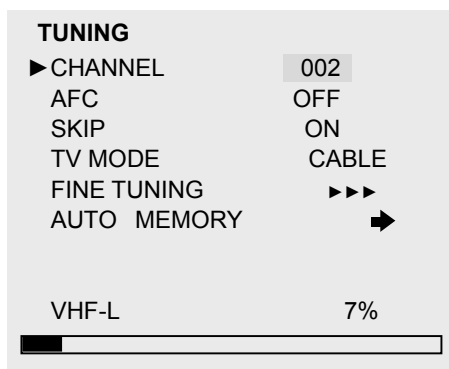 TUNING
►CHANNEL 002
AFC OFF
SKIP ON
TV MODE CABLE
FINE TUNING ►►►
AUTO MEMORY 🡆
VHF-L 7%